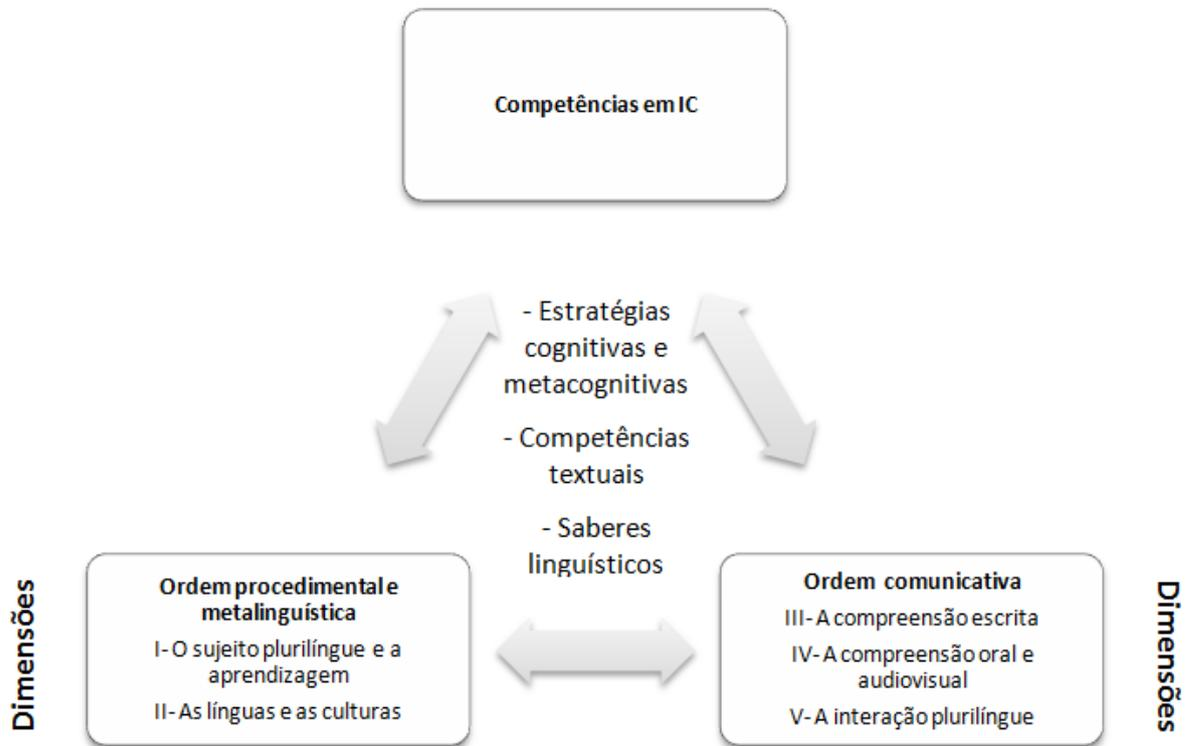 Competências em IC
- Estratégias
cognitivas e
metacognitivas
- Competências
textuais
- Saberes
linguísticos
Dimensões
Ordem procedimental e
metalinguística
I- O sujeito plurilíngue e a
aprendizagem
II- As línguas e as culturas
Ordem comunicativa
III- A compreensão escrita
IV- A compreensão oral e
audiovisual
V- A interação plurilíngue
Dimensões